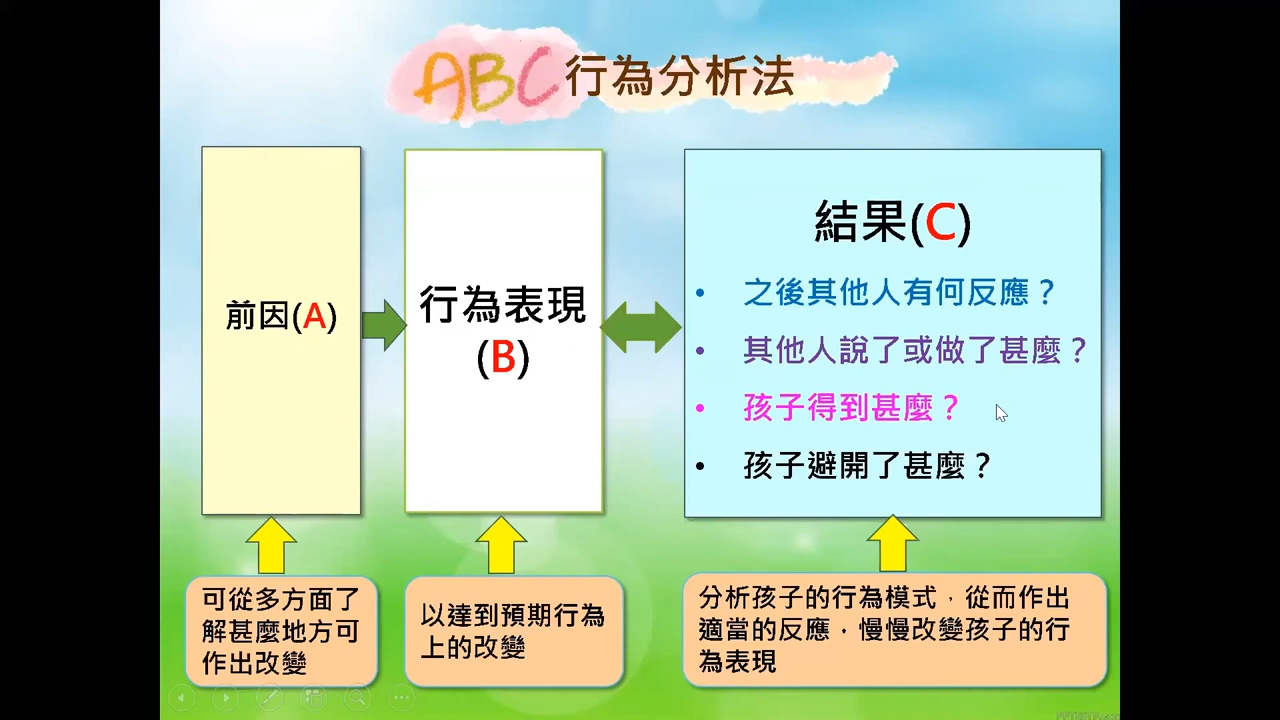 ABC行為分析法
前因(A)
行為表現
(B)
結果(C)
• 之後其他人有何反應？
• 其他人說了或做了甚麼？
• 孩子得到甚麼？
• 孩子避開了甚麼？
可從多方面了
解甚麼地方可
作出改變
以達到預期行為
上的改變
分析孩子的行為模式，從而作出
適當的反應，慢慢改變孩子的行
為表現